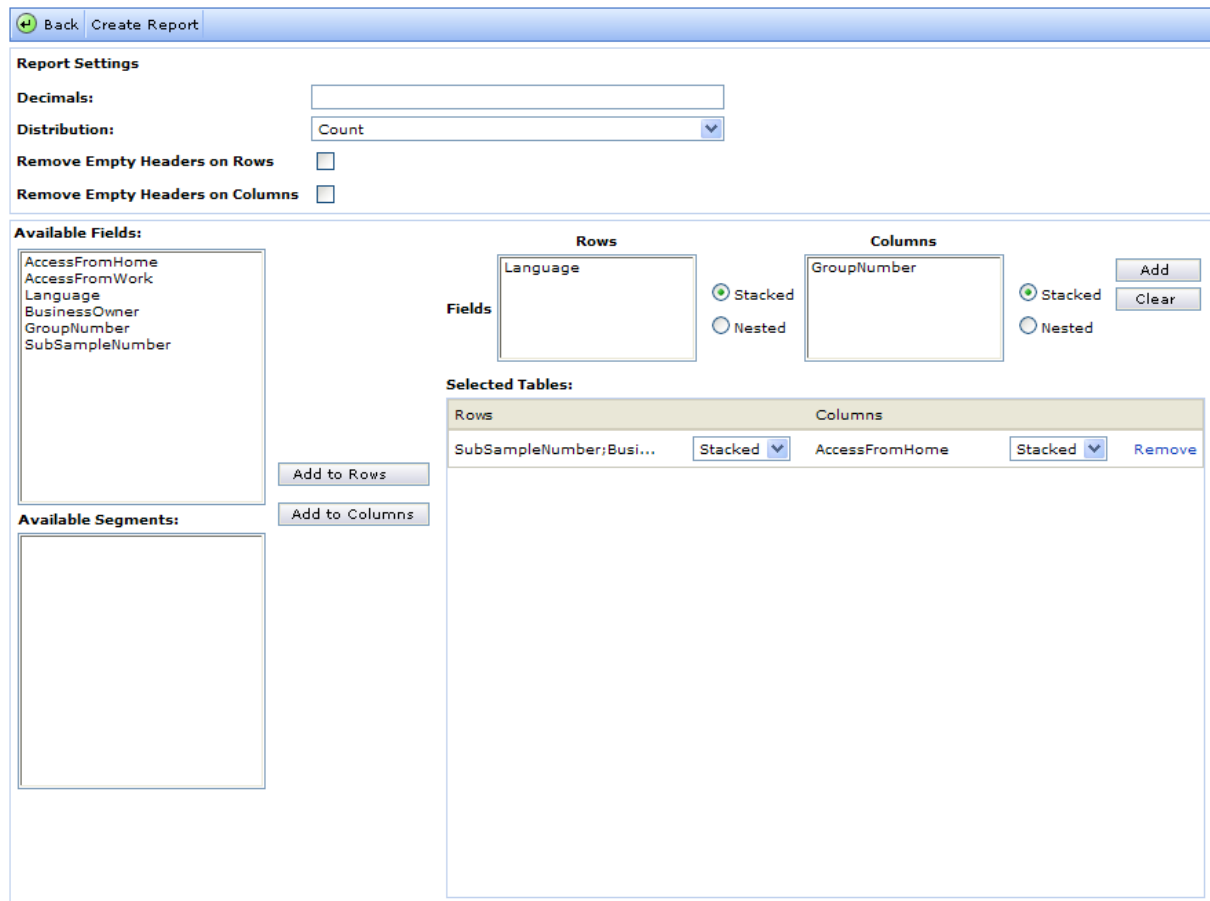 Back Create Report
Report Settings
Decimals:
Distribution: Count
Remove Empty Headers on Rows
Remove Empty Headers on Columns
Available Fields:
AccessFromHome
AccessFromWork
Language
BusinessOwner
GroupNumber
SubSampleNumber
Rows Columns
Fields Language Stacked Nested GroupNumber Stacked Nested Add Clear
Selected Tables:
Rows Columns
SubSampleNumber;Busi... Stacked AccessFromHome Stacked Remove
Add to Rows
Add to Columns
Available Segments: